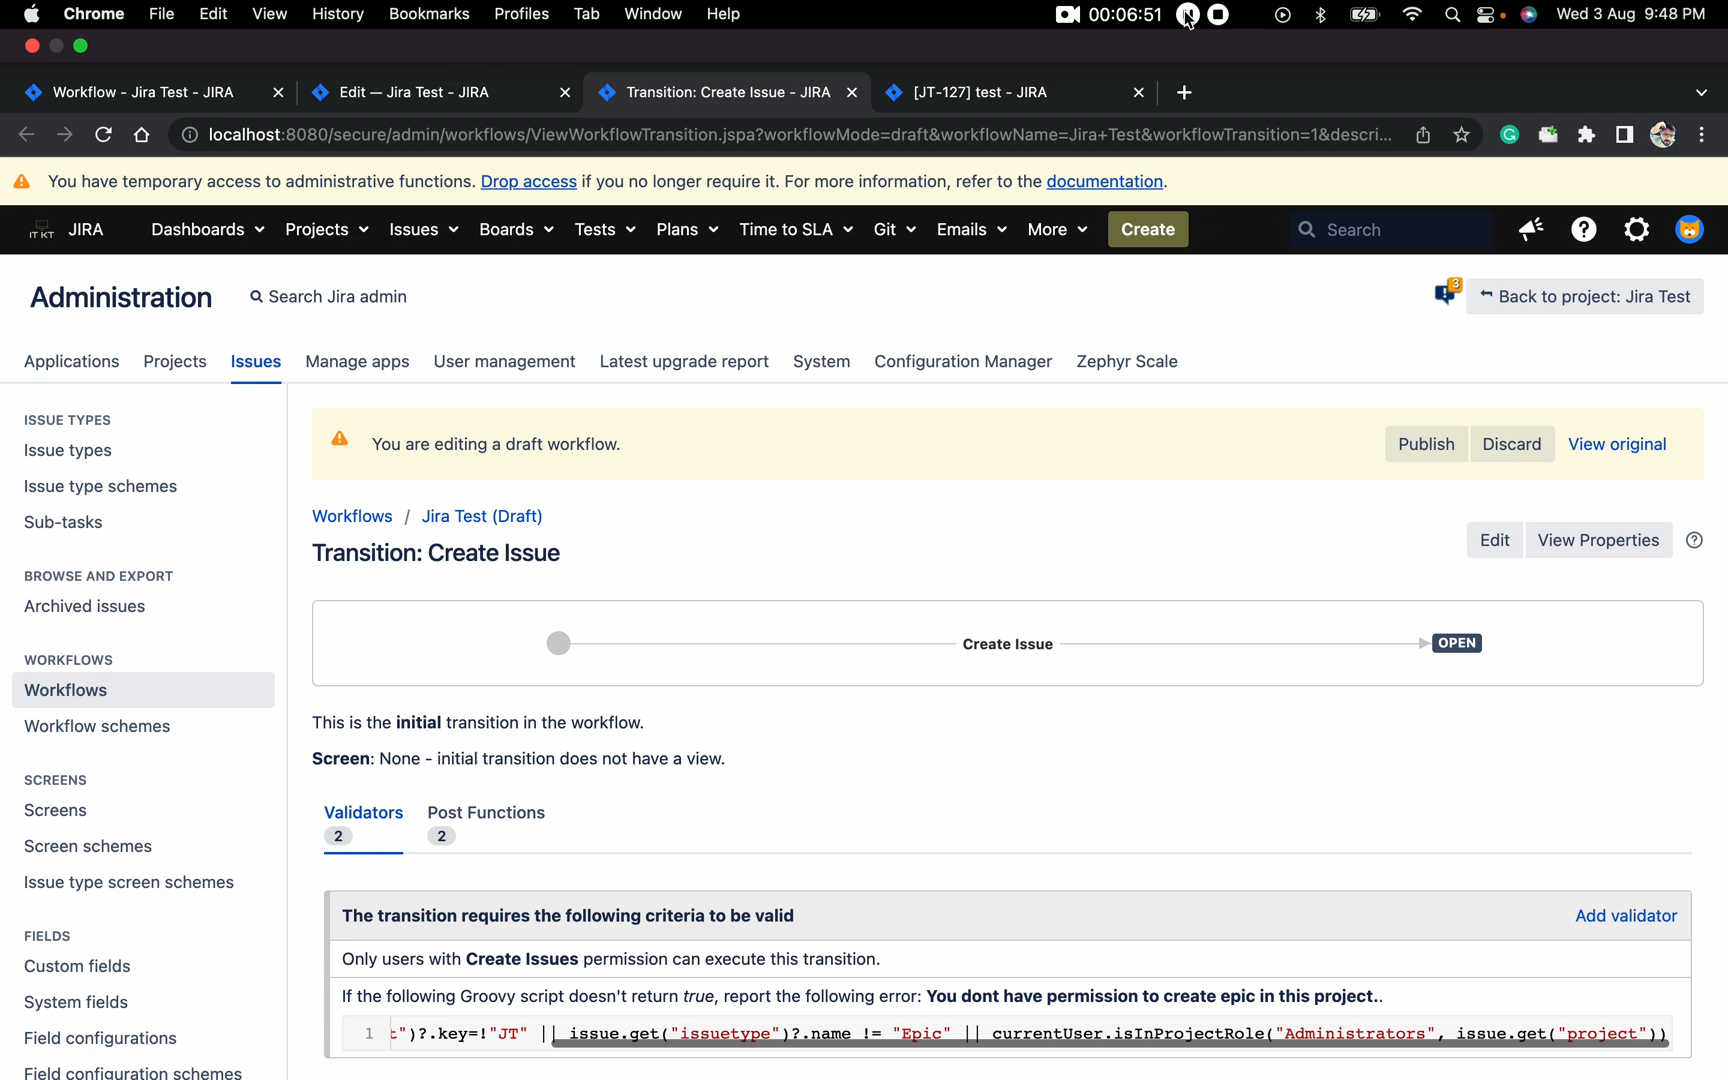 Chrome File Edit View History Bookmarks Profiles Tab Window Help 00:06:51 Wed 3 Aug 9:48 PM
Workflow - Jira Test - JIRA Edit — Jira Test - JIRA Transition: Create Issue - JIRA [JT-127] test - JIRA
localhost:8080/secure/admin/workflows/ViewWorkflowTransition.jspa?workflowMode=draft&workflowName=Jira+Test&workflowTransition=1&descri...
You have temporary access to administrative functions. Drop access if you no longer require it. For more information, refer to the documentation.
IT KT JIRA Dashboards Projects Issues Boards Tests Plans Time to SLA Git Emails More Create Search
Administration Search Jira admin 3 Back to project: Jira Test
Applications Projects Issues Manage apps User management Latest upgrade report System Configuration Manager Zephyr Scale
ISSUE TYPES
Issue types
Issue type schemes
Sub-tasks
BROWSE AND EXPORT
Archived issues
WORKFLOWS
Workflows
Workflow schemes
SCREENS
Screens
Screen schemes
Issue type screen schemes
FIELDS
Custom fields
System fields
Field configurations
Field configuration schemes
You are editing a draft workflow. Publish Discard View original
Workflows / Jira Test (Draft)
Transition: Create Issue Edit View Properties
Create Issue OPEN
This is the initial transition in the workflow.
Screen: None - initial transition does not have a view.
Validators Post Functions
2 2
The transition requires the following criteria to be valid Add validator
Only users with Create Issues permission can execute this transition.
If the following Groovy script doesn't return true, report the following error: You dont have permission to create epic in this project..
1 t")?.key=!"JT" || issue.get("issuetype")?.name != "Epic" || currentUser.isInProjectRole("Administrators", issue.get("project"))